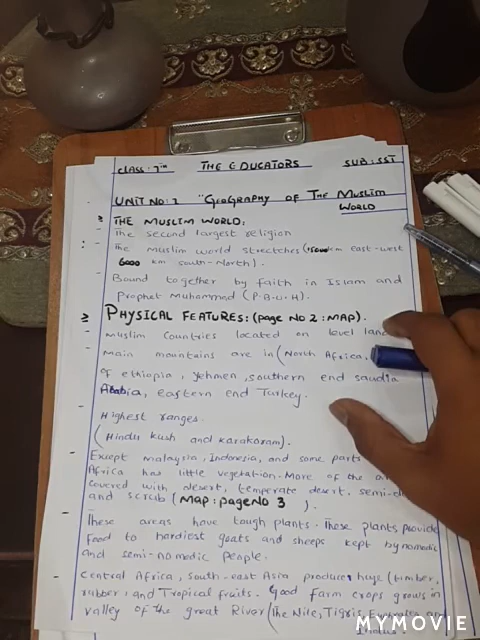 CLASS: 7th THE EDUCATORS SUB: SST
UNIT NO: 1 "GEOGRAPHY OF THE MUSLIM
WORLD
THE MUSLIM WORLD:
The second largest religion
The Muslim world stretches ( km east-west
6000 km south-North).
Bound together by faith in Islam and
Prophet Muhammad (P.B.U.H).
PHYSICAL FEATURES: (page NO 2: MAP).
Muslim Countries located on level land
Main mountains are in (North Africa,
of ethiopia, Yehmen, southern end saudia
Arabia, eastern end Turkey.
Highest ranges.
(Hindu kush and karakoram).
Except malaysia, Indonesia, and some parts
Africa has little vegetation. More of the
covered with desert, temperate desert, semi-
and scrub (MAP: page NO 3 ).
These areas have tough plants. These plants provide
food to hardiest goats and sheeps kept by nomadic
and semi-nomedic people.
Central Africa, south-east Asia produce huge (timber,
rubber, and Tropical fruits. Good farm crops grows in
valley of the great River (The Nile, Tigris, and
MYMOVIE